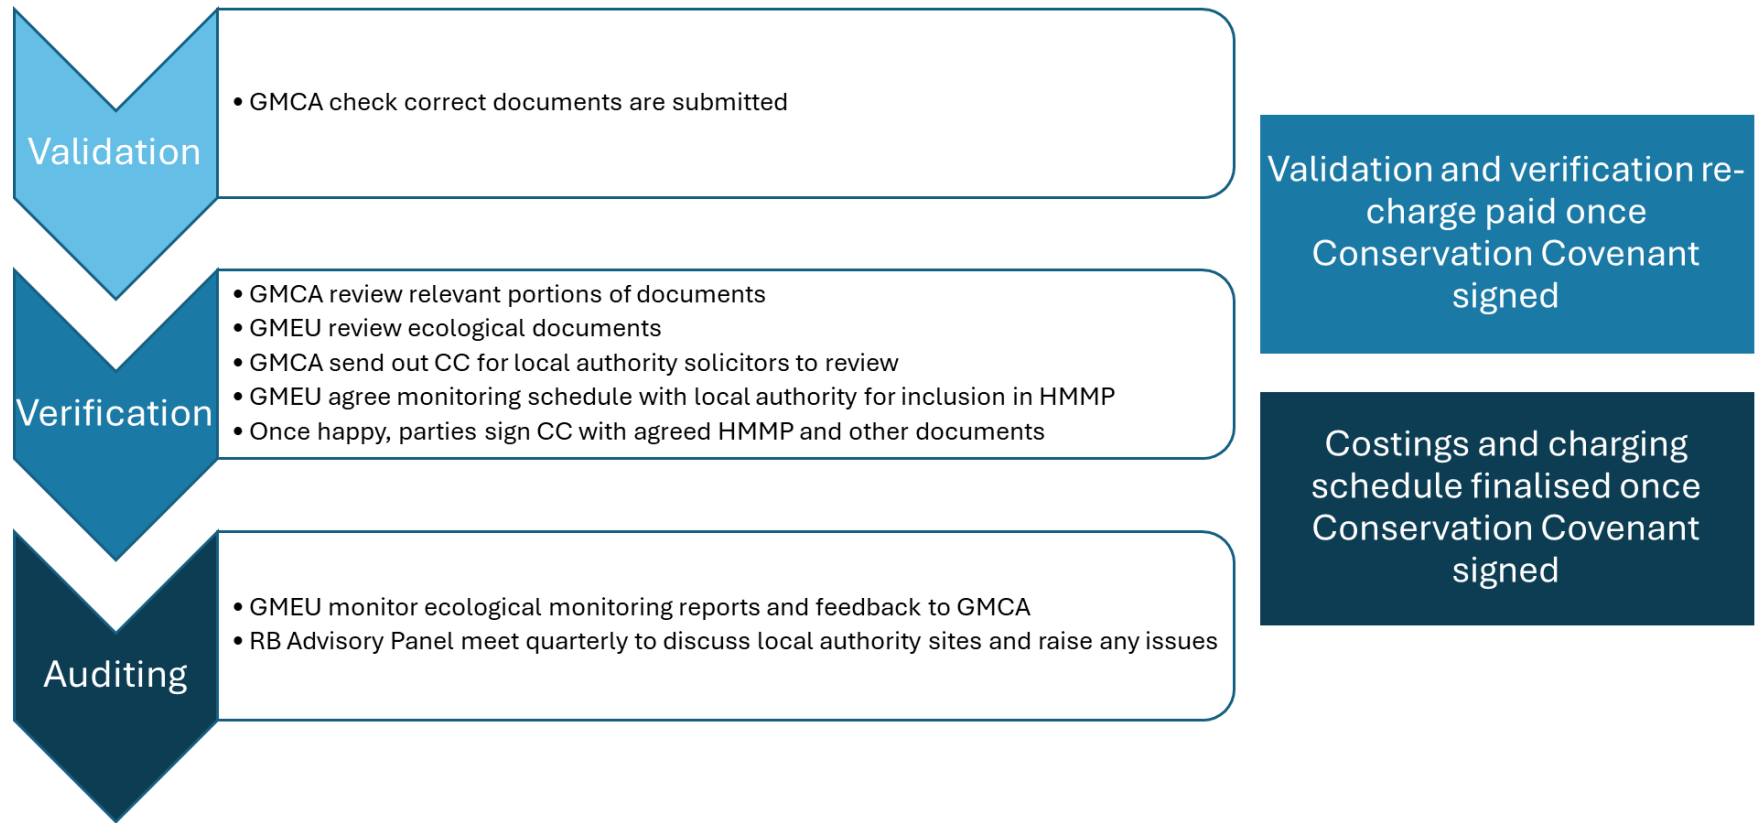 Validation
• GMCA check correct documents are submitted
Verification
• GMCA review relevant portions of documents
• GMEU review ecological documents
• GMCA send out CC for local authority solicitors to review
• GMEU agree monitoring schedule with local authority for inclusion in HMMP
• Once happy, parties sign CC with agreed HMMP and other documents
Auditing
• GMEU monitor ecological monitoring reports and feedback to GMCA
• RB Advisory Panel meet quarterly to discuss local authority sites and raise any issues
Validation and verification re-
charge paid once
Conservation Covenant
signed
Costings and charging
schedule finalised once
Conservation Covenant
signed